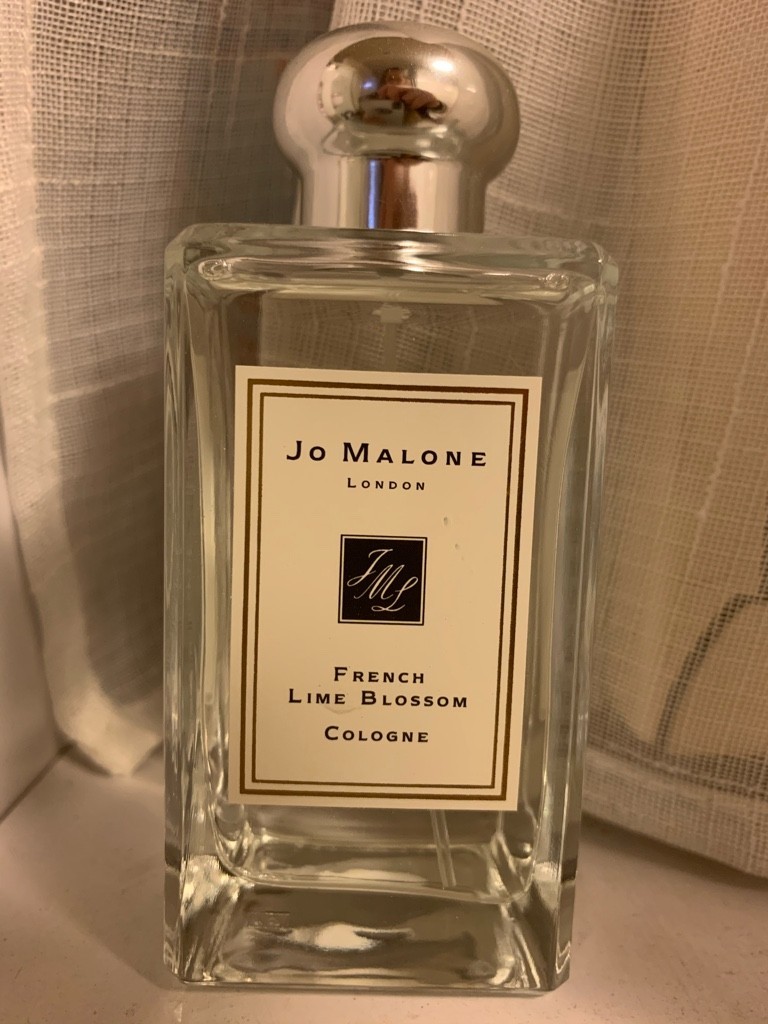 Jo Malone
London
JML
French
Lime Blossom
Cologne